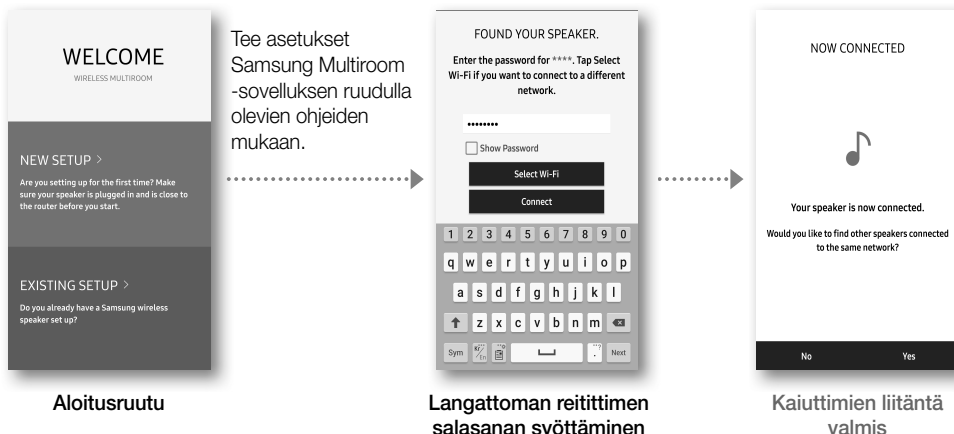 WELCOME
WIRELESS MULTIROOM
NEW SETUP >
Are you setting up for the first time? Make
sure your speaker is plugged in and is close to
the router before you start.
EXISTING SETUP >
Do you already have a Samsung wireless
speaker set up?
Aloitusruutu
Tee asetukset
Samsung Multiroom
-sovelluksen ruudulla
olevien ohjeiden
mukaan.
FOUND YOUR SPEAKER.
Enter the password for ****. Tap Select
Wi-Fi if you want to connect to a different
network.
••••••••
Show Password
Select Wi-Fi
Connect
1 2 3 4 5 6 7 8 9 0
q w e r t y u i o p
a s d f g h j k l
z x c v b n m
Sym En . Next
Langattoman reitittimen
salasanan syöttäminen
NOW CONNECTED
Your speaker is now connected.
Would you like to find other speakers connected
to the same network?
No Yes
Kaiuttimien liitäntä
valmis